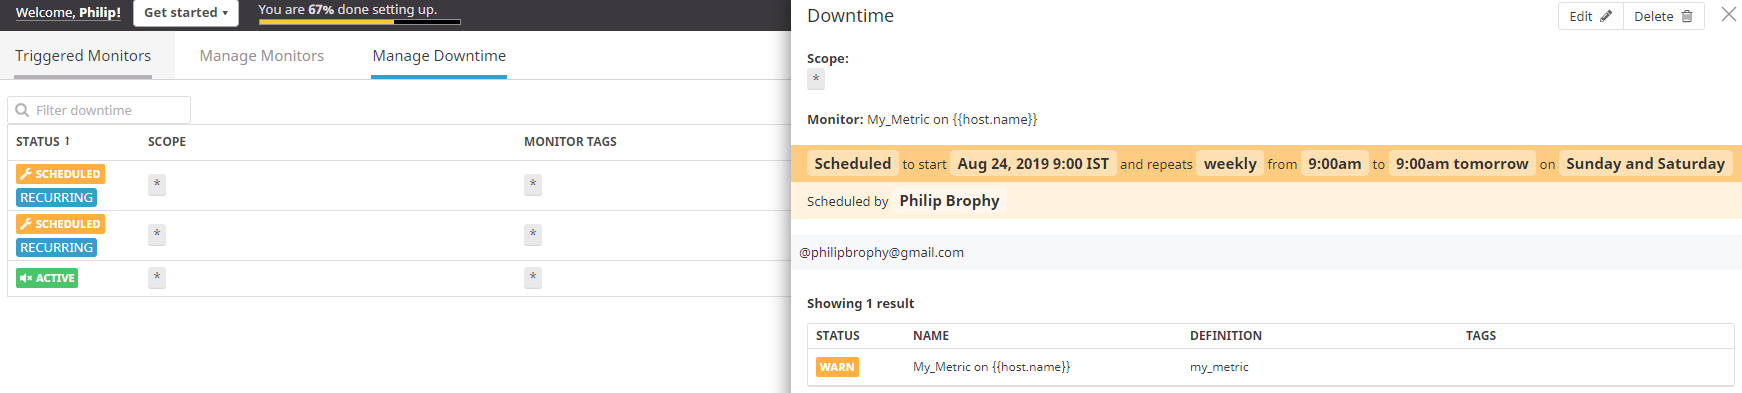 Welcome, Philip!
Get started ▾
You are 67% done setting up.
Triggered Monitors
Manage Monitors
Manage Downtime
Filter downtime
STATUS ↑ SCOPE MONITOR TAGS
SCHEDULED * *
RECURRING
SCHEDULED * *
RECURRING
ACTIVE * *
Downtime
Edit
Delete
Scope:
*
Monitor: My_Metric on {{host.name}}
Scheduled to start Aug 24, 2019 9:00 IST and repeats weekly from 9:00am to 9:00am tomorrow on Sunday and Saturday
Scheduled by Philip Brophy
@philipbrophy@gmail.com
Showing 1 result
STATUS NAME DEFINITION TAGS
WARN My_Metric on {{host.name}} my_metric